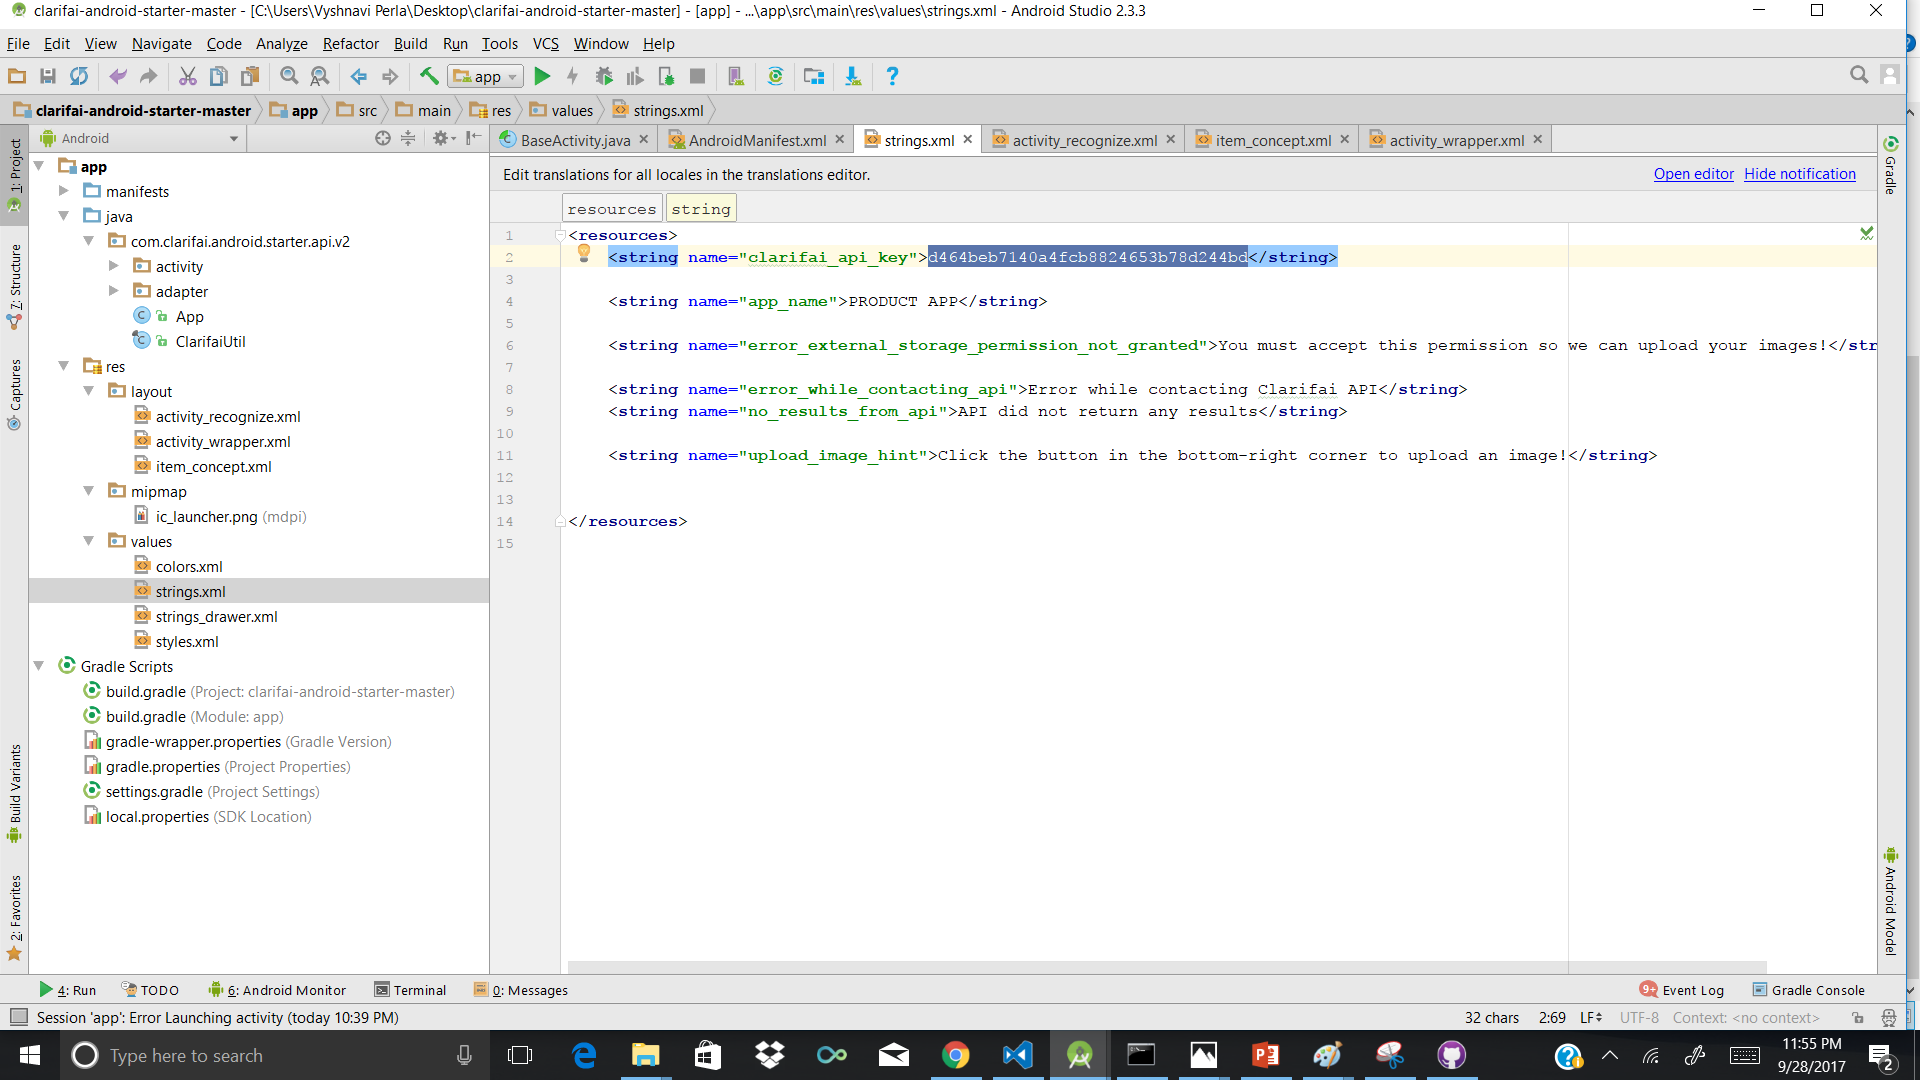 clarifai-android-starter-master - [C:\Users\Vyshnavi Perla\Desktop\clarifai-android-starter-master] - [app] - ...\app\src\main\res\values\strings.xml - Android Studio 2.3.3
File Edit View Navigate Code Analyze Refactor Build Run Tools VCS Window Help
app
clarifai-android-starter-master app src main res values strings.xml
Android
BaseActivity.java AndroidManifest.xml strings.xml activity_recognize.xml item_concept.xml activity_wrapper.xml
Edit translations for all locales in the translations editor. Open editor Hide notification
resources string
1: Project
7: Structure
Captures
Build Variants
2: Favorites
app
manifests
java
com.clarifai.android.starter.api.v2
activity
adapter
App
ClarifaiUtil
res
layout
activity_recognize.xml
activity_wrapper.xml
item_concept.xml
mipmap
ic_launcher.png (mdpi)
values
colors.xml
strings.xml
strings_drawer.xml
styles.xml
Gradle Scripts
build.gradle (Project: clarifai-android-starter-master)
build.gradle (Module: app)
gradle-wrapper.properties (Gradle Version)
gradle.properties (Project Properties)
settings.gradle (Project Settings)
local.properties (SDK Location)
1 <resources>
2 <string name="clarifai_api_key">d464beb7140a4fcb8824653b78d244bd</string>
3
4 <string name="app_name">PRODUCT APP</string>
5
6 <string name="error_external_storage_permission_not_granted">You must accept this permission so we can upload your images!</str
7
8 <string name="error_while_contacting_api">Error while contacting Clarifai API</string>
9 <string name="no_results_from_api">API did not return any results</string>
10
11 <string name="upload_image_hint">Click the button in the bottom-right corner to upload an image!</string>
12
13
14 </resources>
15
Gradle
Android Model
4: Run TODO 6: Android Monitor Terminal 0: Messages 9+ Event Log Gradle Console
Session 'app': Error Launching activity (today 10:39 PM) 32 chars 2:69 LF UTF-8 Context: <no context>
Type here to search
11:55 PM
9/28/2017
2